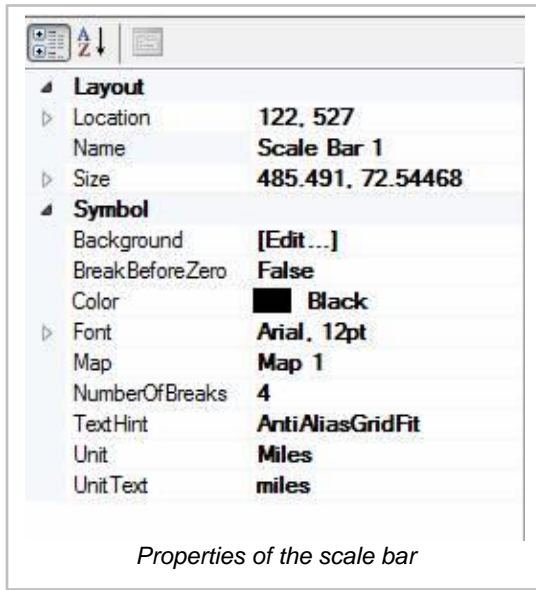 A Z
Layout
Location 122, 527
Name Scale Bar 1
Size 485.491, 72.54468
Symbol
Background [Edit...]
BreakBeforeZero False
Color Black
Font Arial, 12pt
Map Map 1
NumberOfBreaks 4
TextHint AntiAliasGridFit
Unit Miles
UnitText miles
Properties of the scale bar